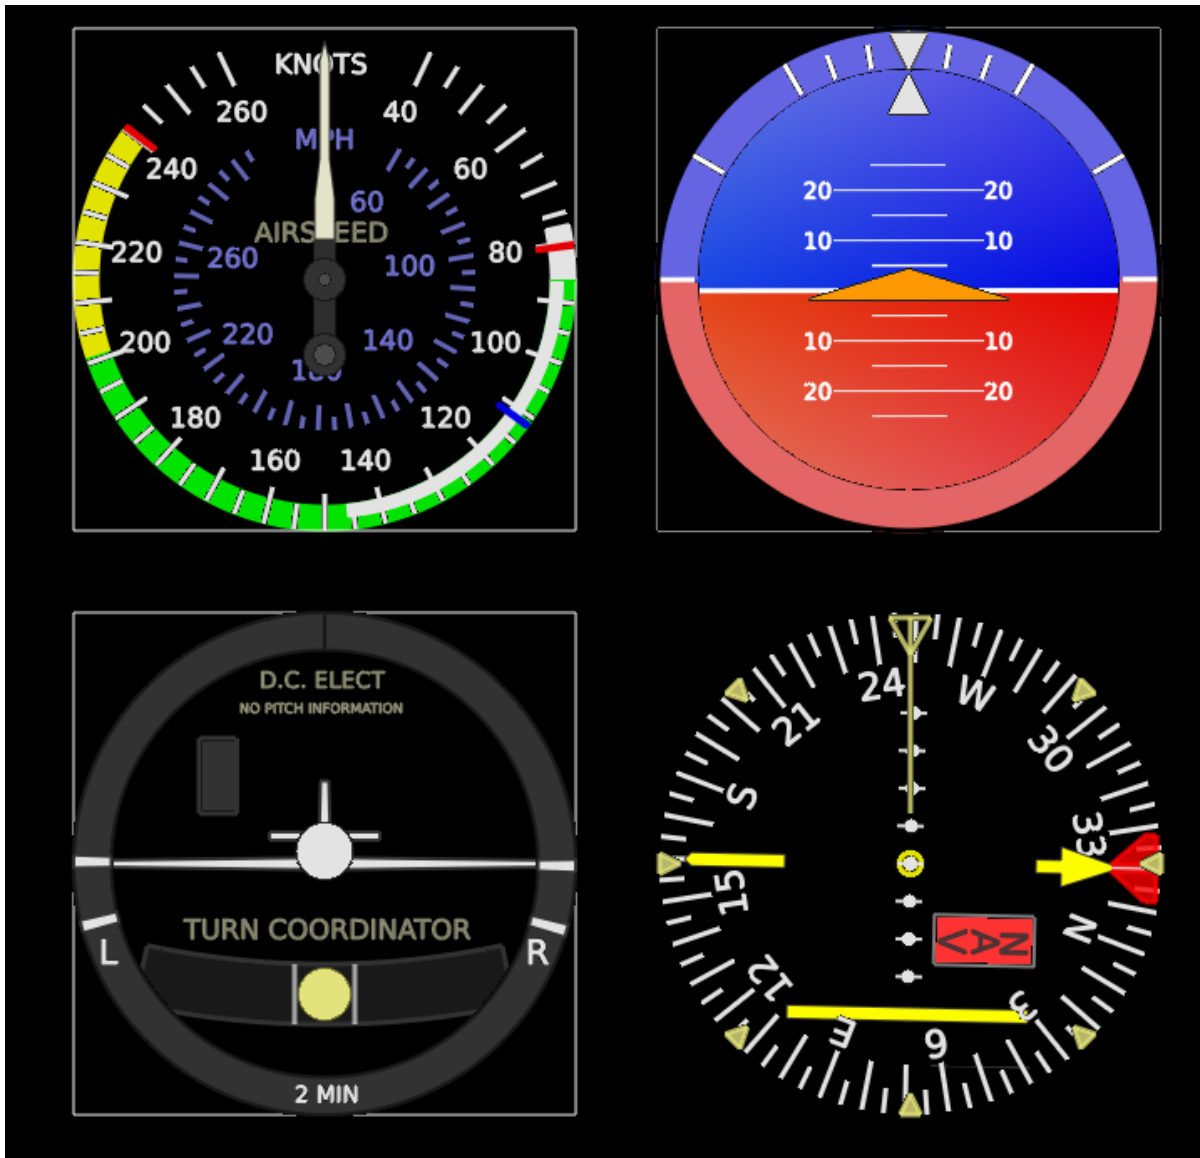 KNOTS
260 40
MPH
240 60
60
AIRSPEED
220 260 100 80
200 220 140 100
180
180 120
160 140
20 20
10 10
10 10
20 20
D.C. ELECT
NO PITCH INFORMATION
TURN COORDINATOR
L R
2 MIN
24 W
21 30
S 33
15 N
NAV
12 3
E 6